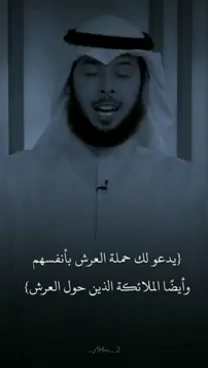 {يدعو لك حملة العرش بأنفسهم
وأيضًا الملائكة الذين حول العرش}